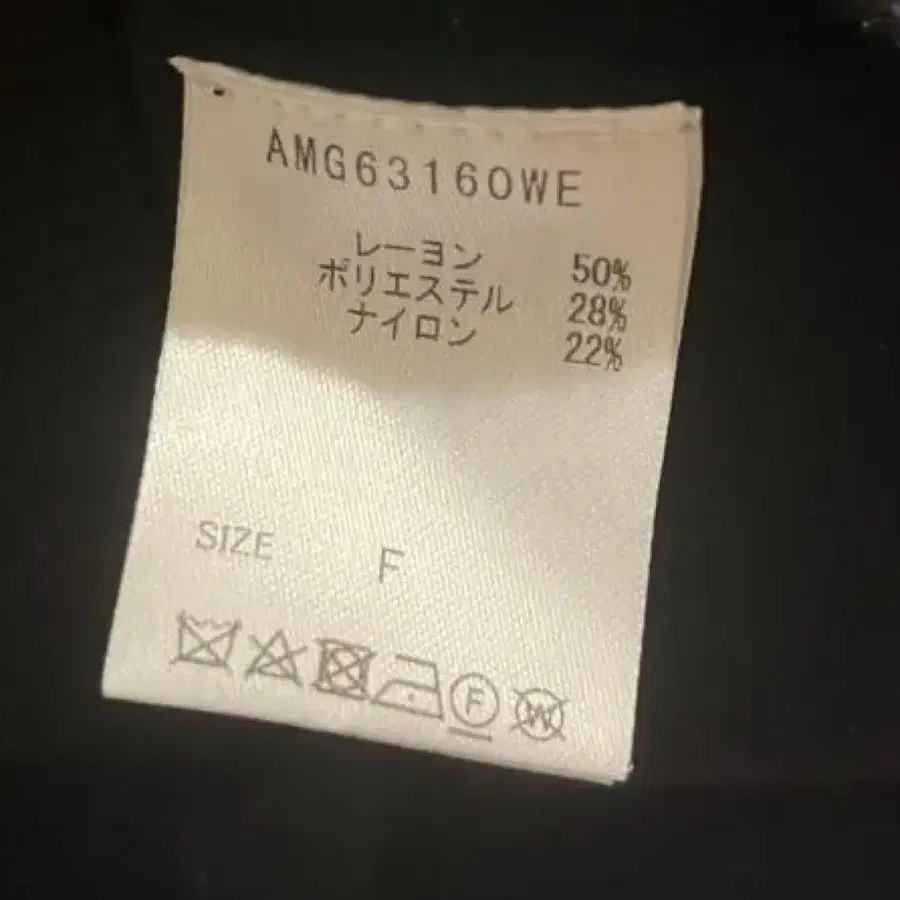 AMG63160WE
レーヨン 50%
ポリエステル 28%
ナイロン 22%
SIZE F
F W